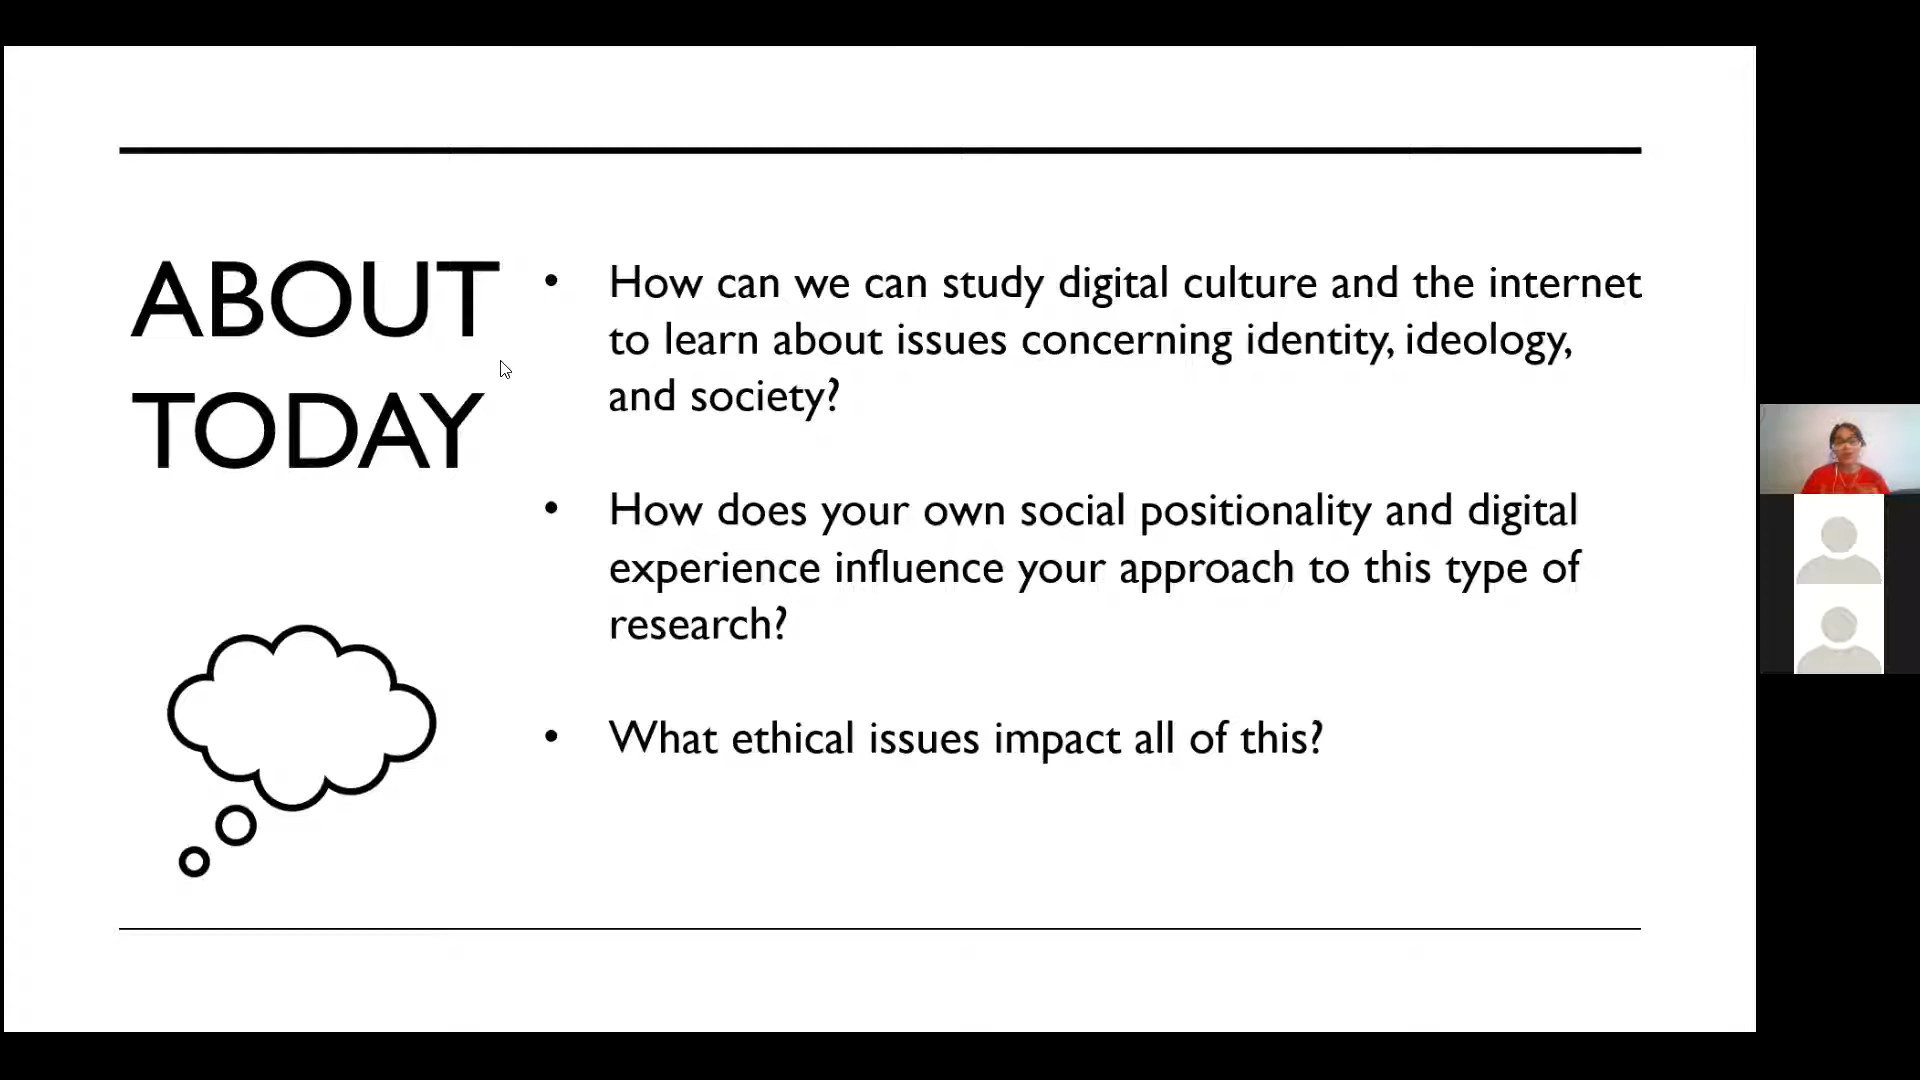 ABOUT
TODAY
• How can we can study digital culture and the internet
to learn about issues concerning identity, ideology,
and society?
• How does your own social positionality and digital
experience influence your approach to this type of
research?
• What ethical issues impact all of this?